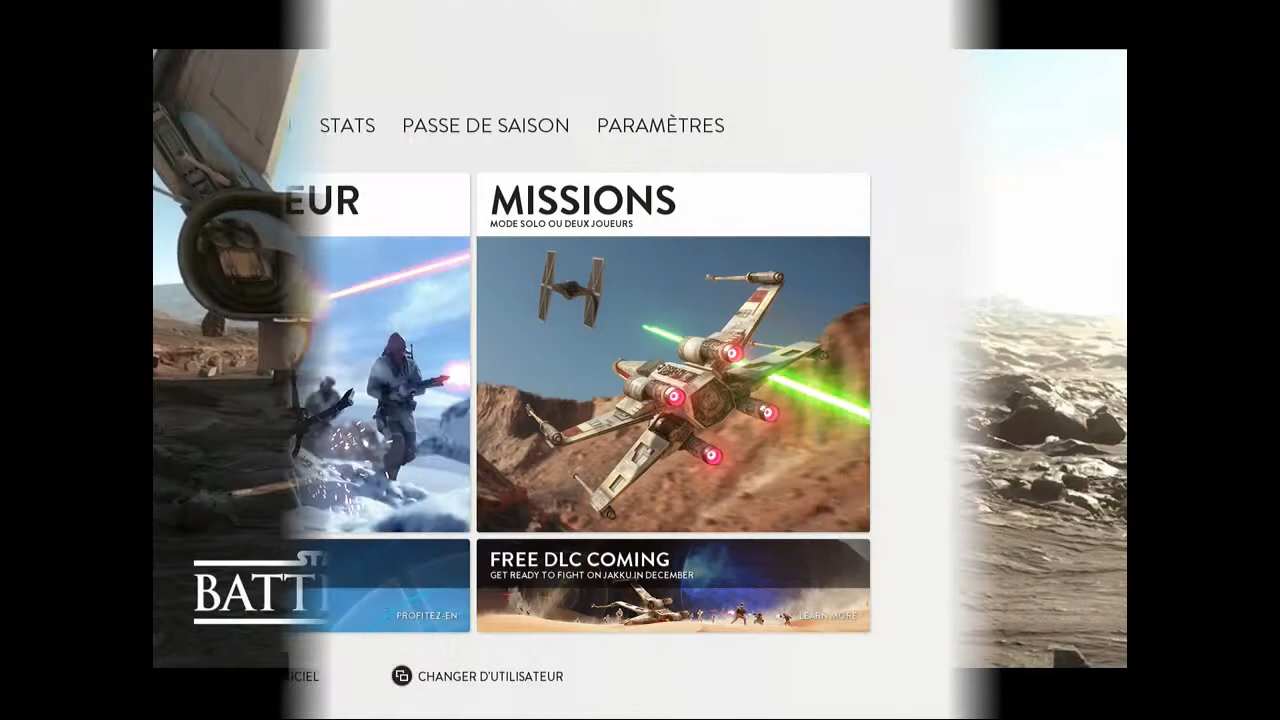 STATS PASSE DE SAISON PARAMÈTRES
EUR
MISSIONS
MODE SOLO OU DEUX JOUEURS
ST
BATT
PROFITEZ-EN
FREE DLC COMING
GET READY TO FIGHT ON JAKKU IN DECEMBER
LEARN MORE
ICIEL
CHANGER D'UTILISATEUR